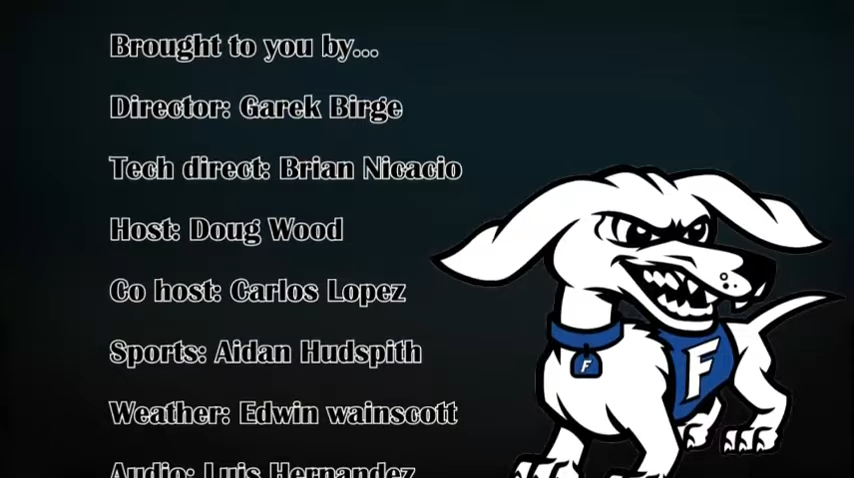 Brought to you by...
Director: Garek Birge
Tech direct: Brian Nicacio
Host: Doug Wood
Co host: Carlos Lopez
Sports: Aidan Hudspith
Weather: Edwin wainscott
Audio: Luis Hernandez
F
F